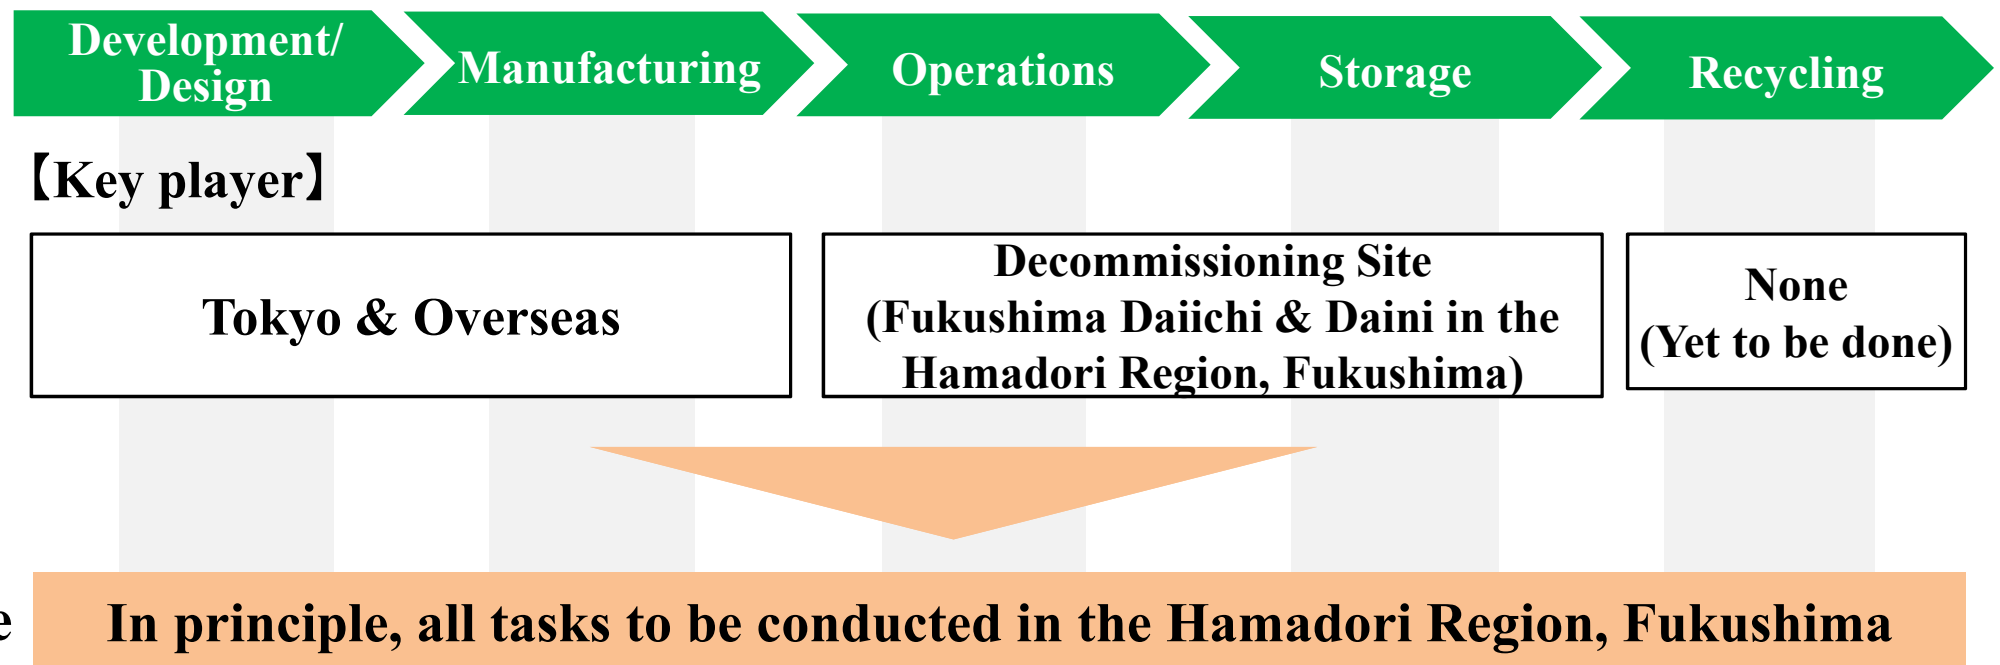 Development/
Design
Manufacturing
Operations
Storage
Recycling
【Key player】
Tokyo & Overseas
Decommissioning Site
(Fukushima Daiichi & Daini in the
Hamadori Region, Fukushima)
None
(Yet to be done)
In principle, all tasks to be conducted in the Hamadori Region, Fukushima